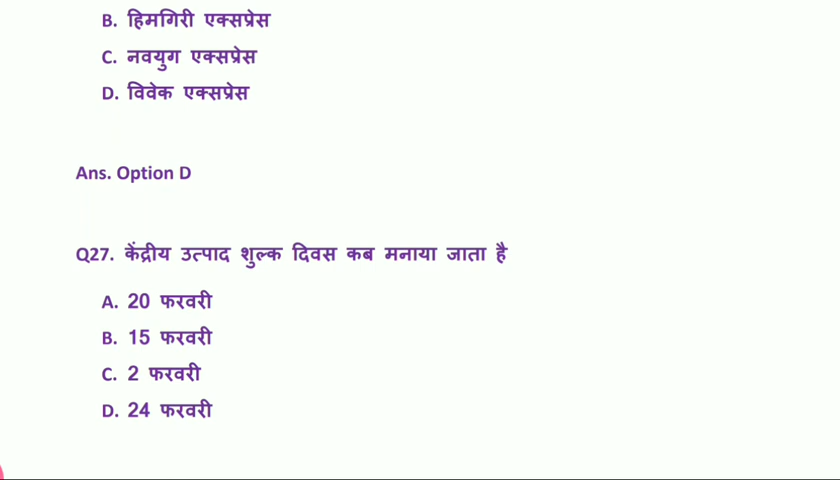 B. हिमगिरी एक्सप्रेस
C. नवयुग एक्सप्रेस
D. विवेक एक्सप्रेस
Ans. Option D
Q27. केंद्रीय उत्पाद शुल्क दिवस कब मनाया जाता है
A. 20 फरवरी
B. 15 फरवरी
C. 2 फरवरी
D. 24 फरवरी